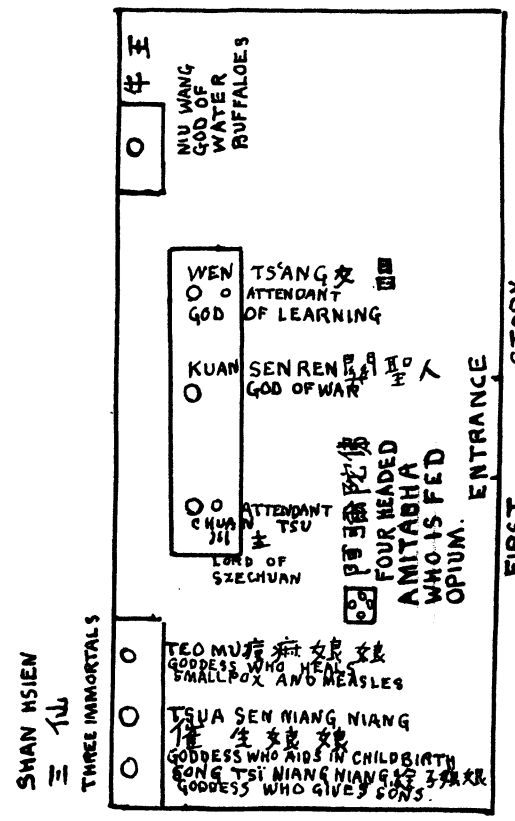 牛王
NIU WANG
GOD OF
WATER
BUFFALOES
WEN TS'ANG 文昌
ATTENDANT
GOD OF LEARNING
KUAN SEN REN 關聖人
GOD OF WAR
ENTRANCE
FIRST STORY
阿彌陀佛
FOUR HEADED
AMITABHA
WHO IS FED
OPIUM.
ATTENDANT
CHUAN TSU
川主
LORD OF
SZECHUAN
SHAN HSIEN
三仙
THREE IMMORTALS
TEO MU 痘痳娘娘
GODDESS WHO HEALS
SMALLPOX AND MEASLES
TSUA SEN NIANG NIANG
催生娘娘
GODDESS WHO AIDS IN CHILDBIRTH
SONG TSI NIANG NIANG 子娘娘
GODDESS WHO GIVES SONS.